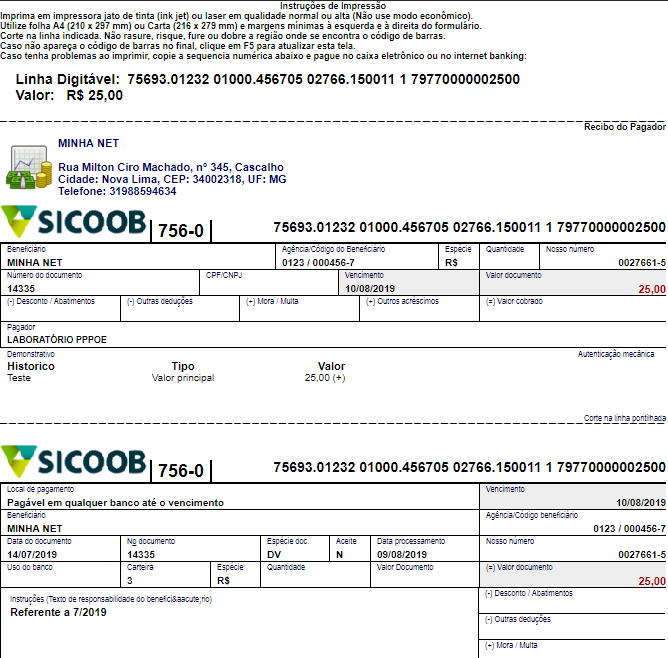 Instruções de Impressão
Imprima em impressora jato de tinta (ink jet) ou laser em qualidade normal ou alta (Não use modo econômico).
Utilize folha A4 (210 x 297 mm) ou Carta (216 x 279 mm) e margens mínimas à esquerda e à direita do formulário.
Corte na linha indicada. Não rasure, risque, fure ou dobre a região onde se encontra o código de barras.
Caso não apareça o código de barras no final, clique em F5 para atualizar esta tela.
Caso tenha problemas ao imprimir, copie a sequencia numérica abaixo e pague no caixa eletrônico ou no internet banking:
Linha Digitável: 75693.01232 01000.456705 02766.150011 1 79770000002500
Valor: R$ 25,00
Recibo do Pagador
MINHA NET
Rua Milton Ciro Machado, nº 345, Cascalho
Cidade: Nova Lima, CEP: 34002318, UF: MG
Telefone: 31988594634
SICOOB 756-0 75693.01232 01000.456705 02766.150011 1 79770000002500
Beneficiário Agência/Código do Beneficiário Espécie Quantidade Nosso número
MINHA NET 0123 / 000456-7 R$ 0027661-5
Número do documento CPF/CNPJ Vencimento Valor documento
14335 10/08/2019 25,00
(-) Desconto / Abatimentos (-) Outras deduções (+) Mora / Multa (+) Outros acréscimos (=) Valor cobrado
Pagador
LABORATÓRIO PPPOE
Demonstrativo Autenticação mecânica
Historico Tipo Valor
Teste Valor principal 25,00 (+)
Corte na linha pontilhada
SICOOB 756-0 75693.01232 01000.456705 02766.150011 1 79770000002500
Local de pagamento Vencimento
Pagável em qualquer banco até o vencimento 10/08/2019
Beneficiário Agência/Código beneficiário
MINHA NET 0123 / 000456-7
Data do documento No documento Espécie doc. Aceite Data processamento Nosso número
14/07/2019 14335 DV N 09/08/2019 0027661-5
Uso do banco Carteira Espécie Quantidade Valor Documento (=) Valor documento
3 R$ 25,00
Instruções (Texto de responsabilidade do benefici&aacute;rio) (-) Desconto / Abatimentos
Referente a 7/2019
(-) Outras deduções
(+) Mora / Multa